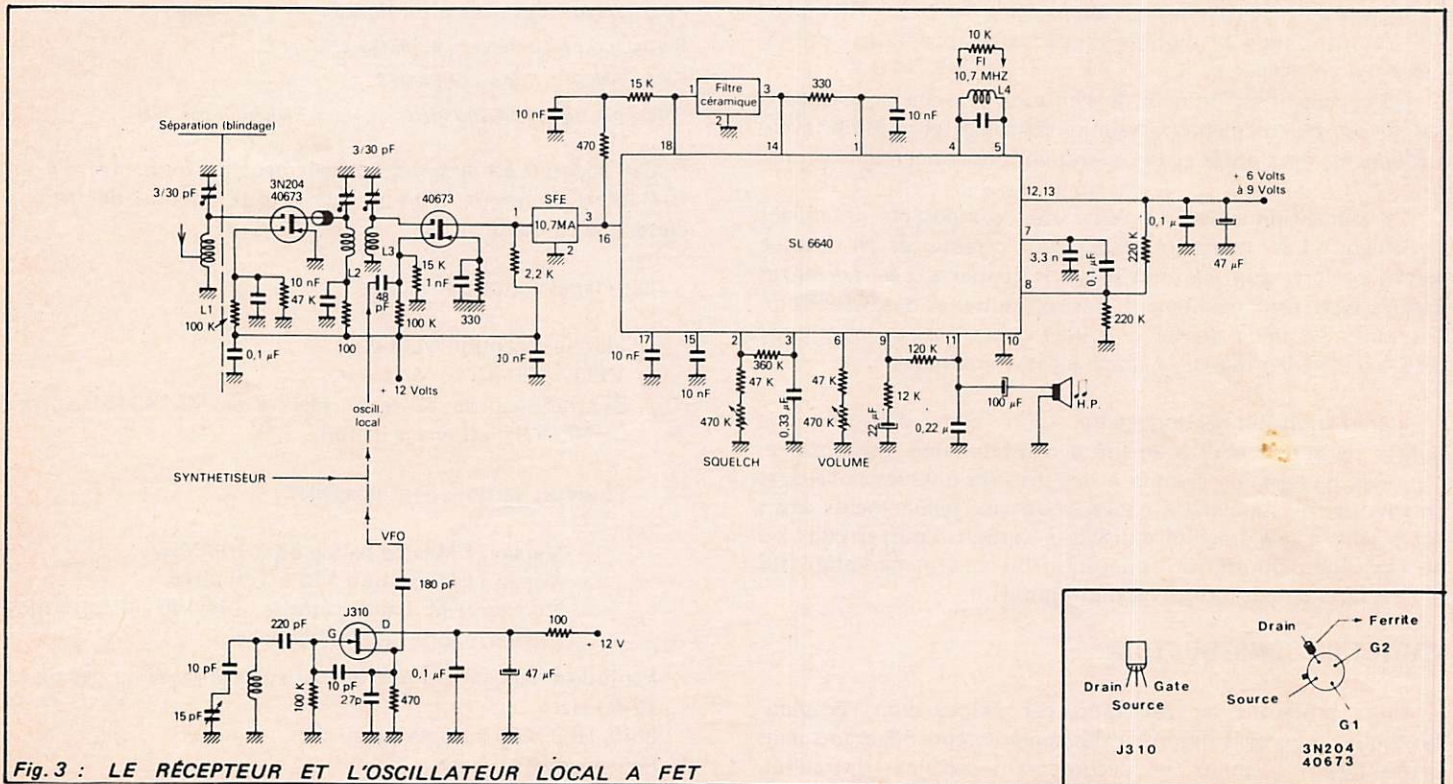 10 K
FI
10,7 MHZ
L4
15 K
1
Filtre
céramique
3
330
2
10 nF
10 nF
470
18
14
1
4
5
Séparation (blindage)
3/30 pF
3/30 pF
3N204
40673
40673
SFE
1
10,7MA
3
2
16
SL 6640
12,13
+ 6 Volts
à 9 Volts
0,1 µ
47 µF
7
3,3 n
0,1 µF
220 K
8
220 K
L1
100 K
10 nF
47 K
0,1 µF
L2
L3
100
48
pF
15 K
1 nF
330
100 K
2,2 K
10 nF
+ 12 Volts
oscill.
local
17
15
2
3
6
9
11
10
10 nF
10 nF
360 K
47 K
470 K
0,33 µF
47 K
470 K
120 K
12 K
22 µF
0,22 µ
100 µF
H.P.
SQUELCH
VOLUME
SYNTHETISEUR
VFO
180 pF
J310
G
D
220 pF
10 pF
15 pF
100 K
10 pF
27p
470
0,1 µF
47 µF
100
+ 12 V
Drain
Gate
Source
J310
Drain
Ferrite
G2
Source
G1
3N204
40673
Fig. 3 : LE RÉCEPTEUR ET L'OSCILLATEUR LOCAL A FET